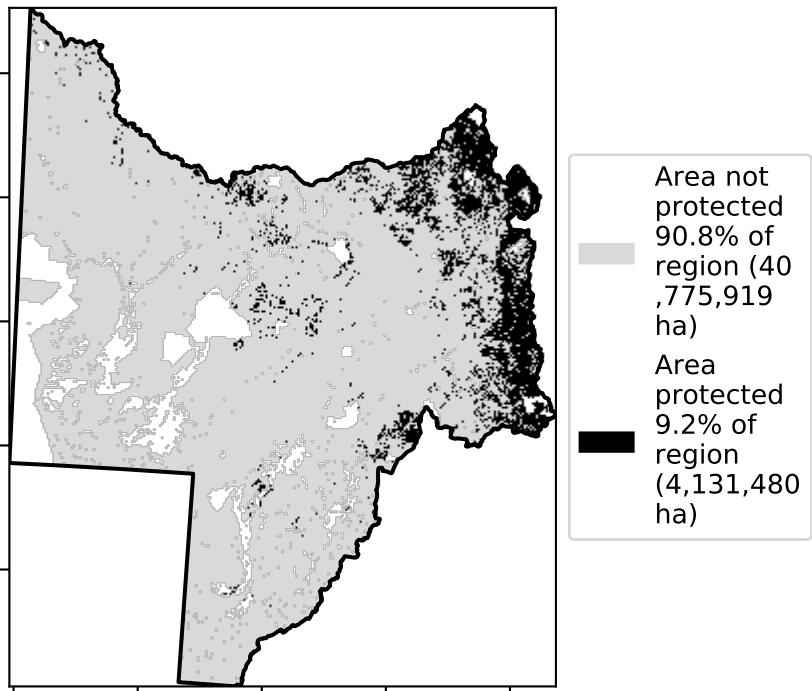 Area not
protected
90.8% of
region (40
,775,919
ha)
Area
protected
9.2% of
region
(4,131,480
ha)